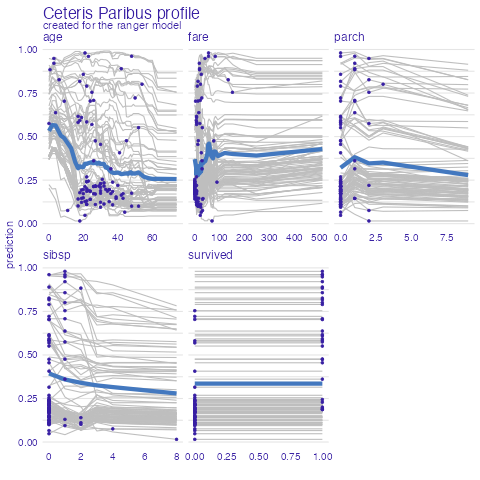 Ceteris Paribus profile
created for the ranger model
age fare parch
1.00
0.75
0.50
0.25
0.00
0 20 40 60 0 100 200 300 400 500 0.0 2.5 5.0 7.5
prediction
sibsp survived
1.00
0.75
0.50
0.25
0.00
0 2 4 6 8 0.00 0.25 0.50 0.75 1.00